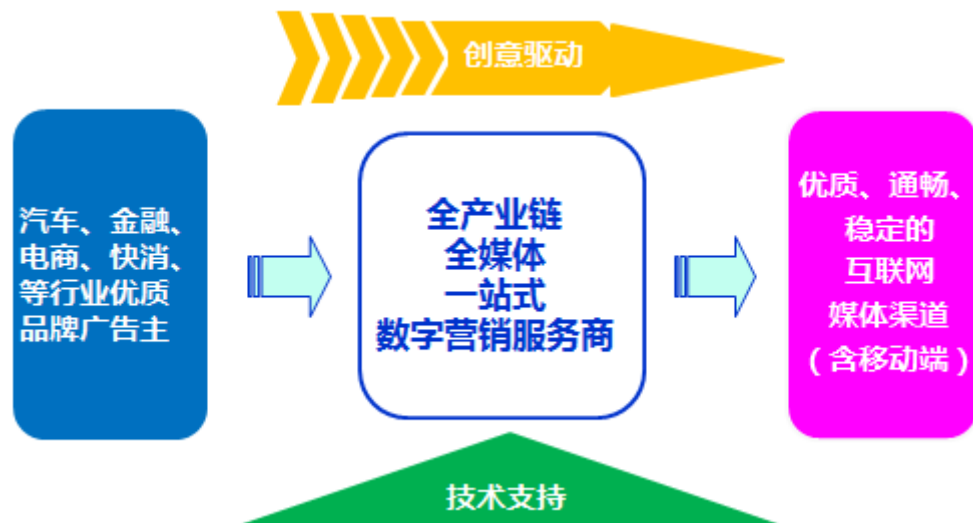 创意驱动
汽车、金融、
电商、快消、
等行业优质
品牌广告主
全产业链
全媒体
一站式
数字营销服务商
优质、通畅、
稳定的
互联网
媒体渠道
（含移动端）
技术支持